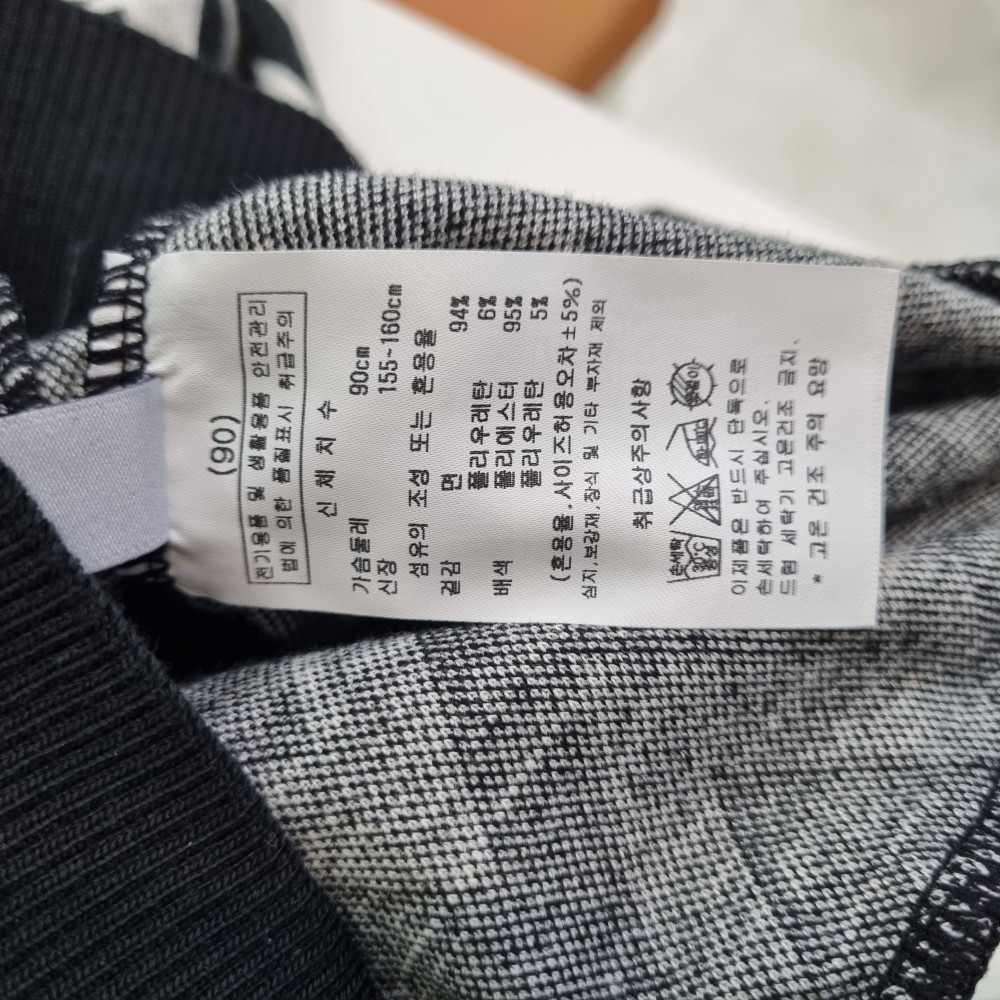 (90)
전기용품 및 생활용품 안전관리
법에 의한 품질표시 취급주의
신 체 치 수
가슴둘레 90cm
신장 155~160cm
섬유의 조성 또는 혼용율
겉감 면 94%
폴리우레탄 6%
배색 폴리에스터 95%
폴리우레탄 5%
(혼용율,사이즈허용오차±5%)
심지,보강재,장식 및 기타 부자재 제외
취급상주의사항
손세탁
30℃
중성
이제품은 반드시 단독으로
손세탁하여 주십시오.
드럼 세탁기 고온건조 금지.
* 고온 건조 주의 요망